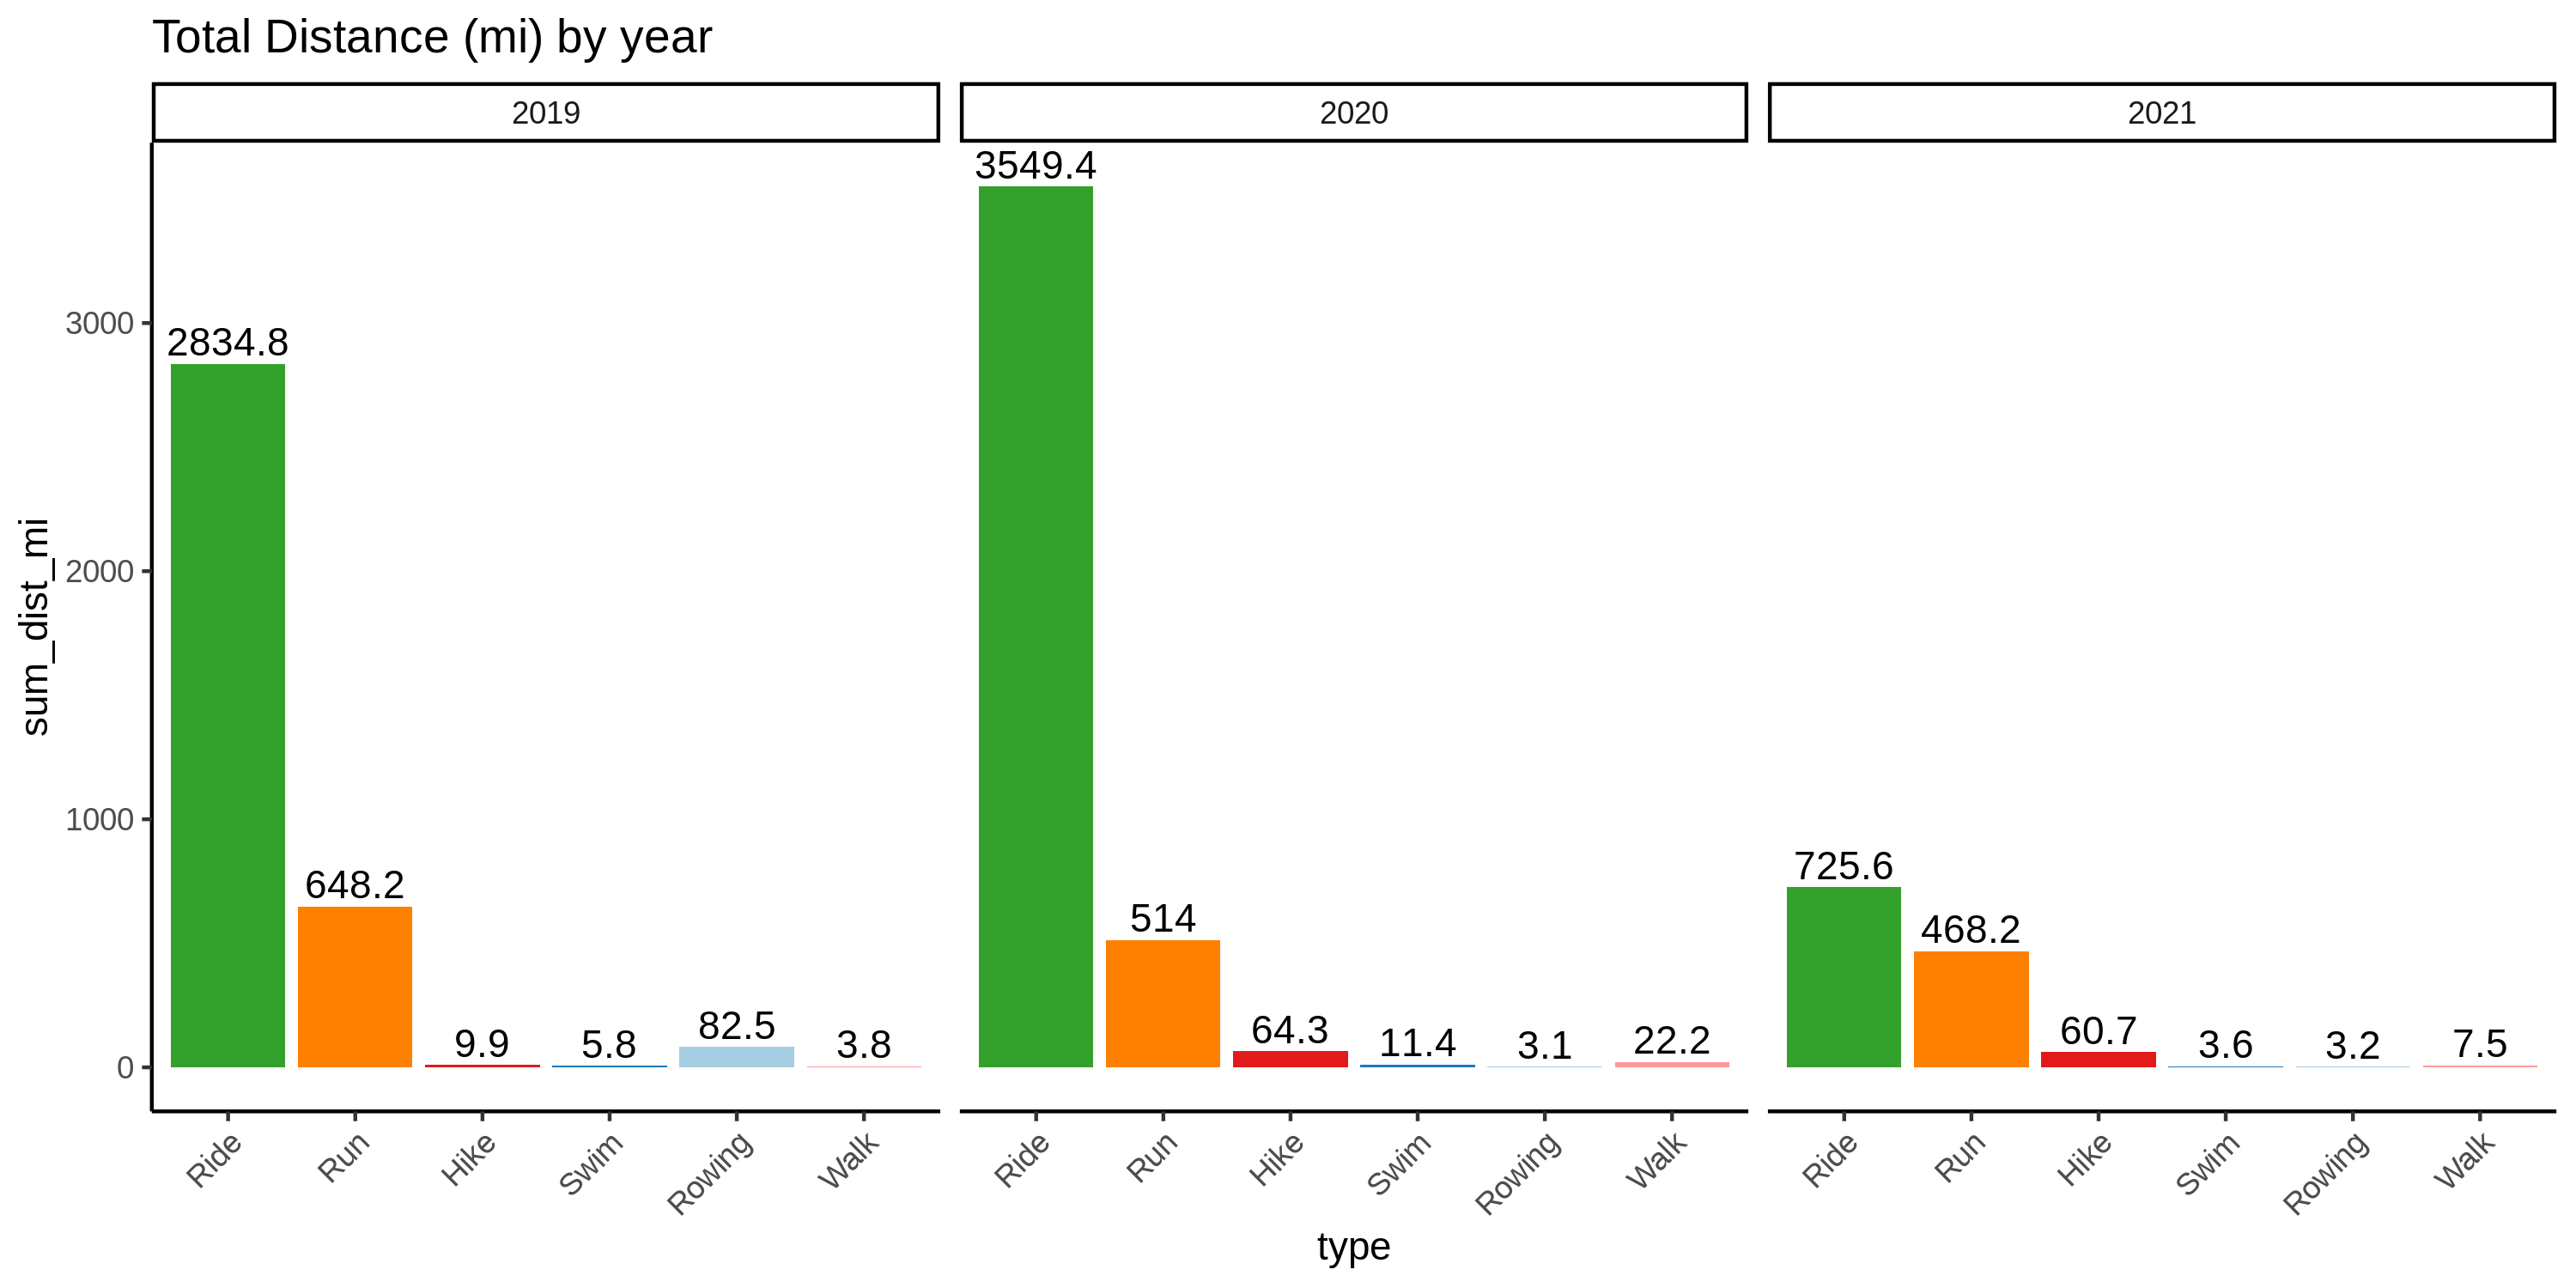 Total Distance (mi) by year
2019 2020 2021
sum_dist_mi
3000
2000
1000
0
2834.8 648.2 9.9 5.8 82.5 3.8
3549.4 514 64.3 11.4 3.1 22.2
725.6 468.2 60.7 3.6 3.2 7.5
Ride Run Hike Swim Rowing Walk
Ride Run Hike Swim Rowing Walk
Ride Run Hike Swim Rowing Walk
type